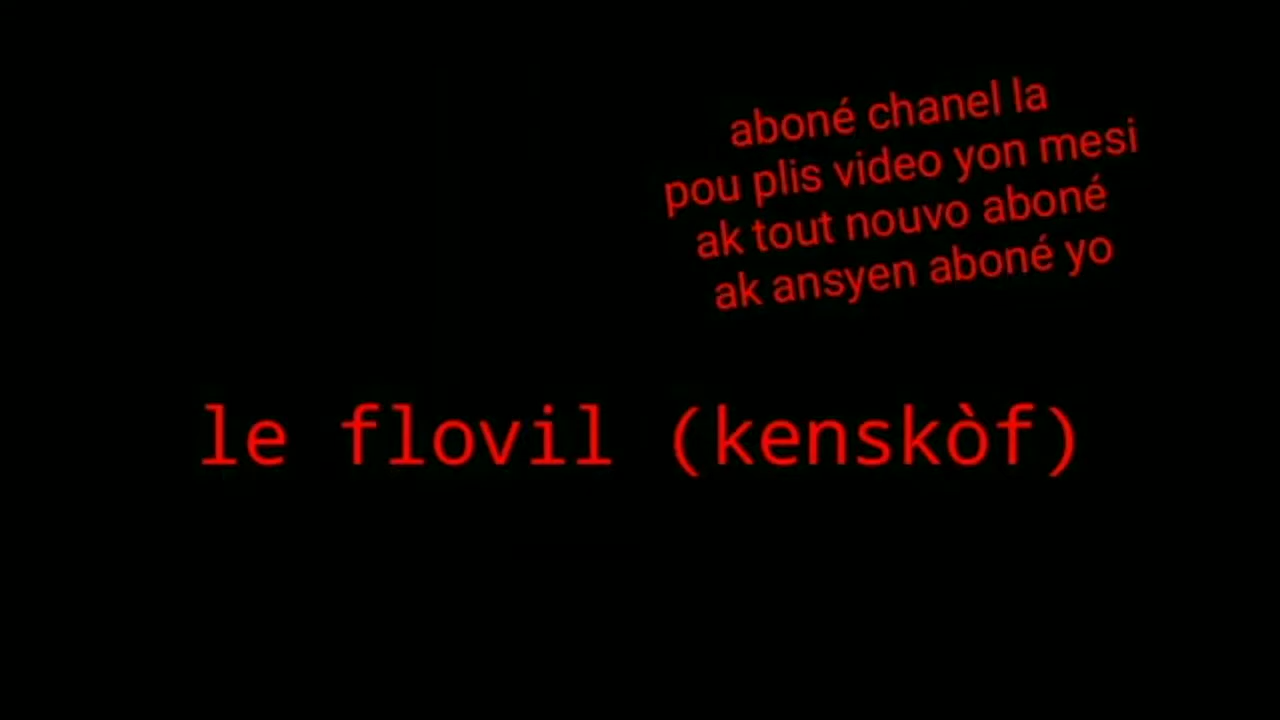 aboné chanel la
pou plis video yon mesi
ak tout nouvo aboné
ak ansyen aboné yo
le flovil (kenskòf)